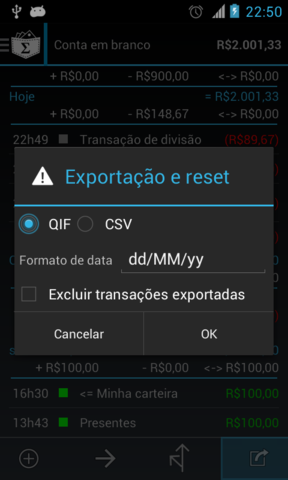 22:50
Conta em branco R$2.001,33
+ R$0,00 - R$900,00 <-> R$0,00
Hoje = R$2.001,33
+ R$0,00 - R$148,67 <-> R$0,00
22h49 Transação de divisão (R$89,67)
Exportação e reset
QIF CSV
Formato de data dd/MM/yy
Excluir transações exportadas
Cancelar OK
+ R$100,00 - R$0,00 <-> R$100,00
16h30 <= Minha carteira R$100,00
13h43 Presentes R$100,00